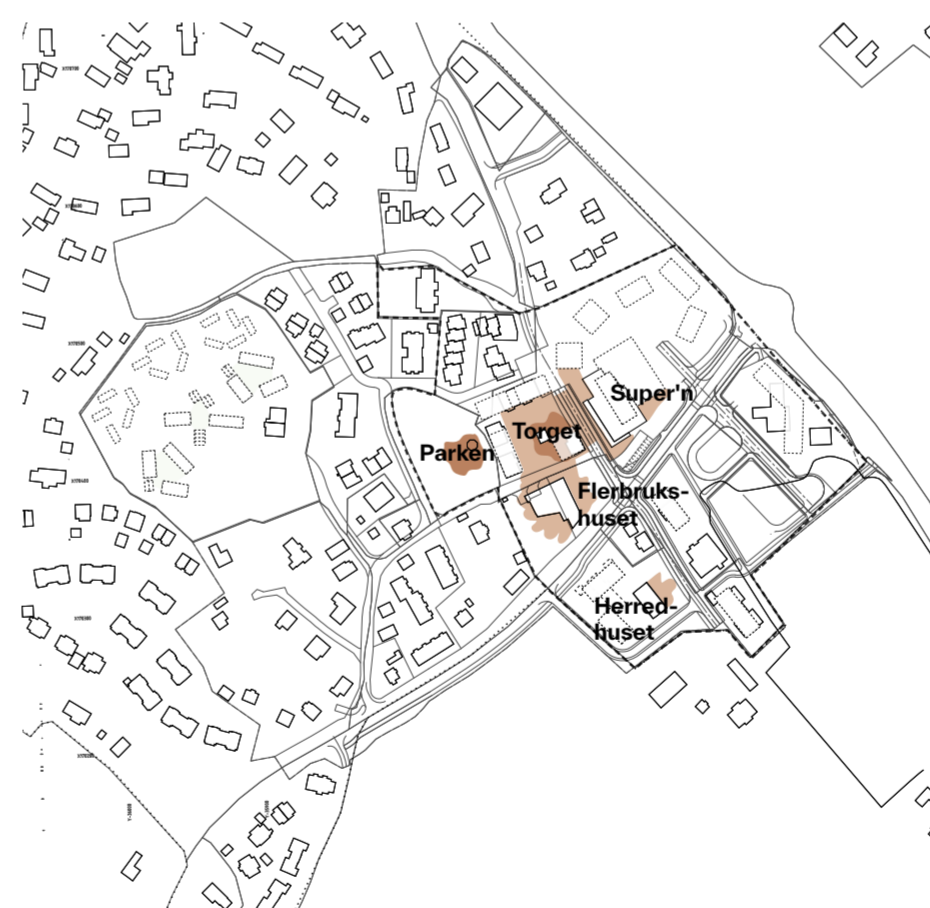 Super'n
Torget
Parken
Flerbruks-
huset
Herred-
huset